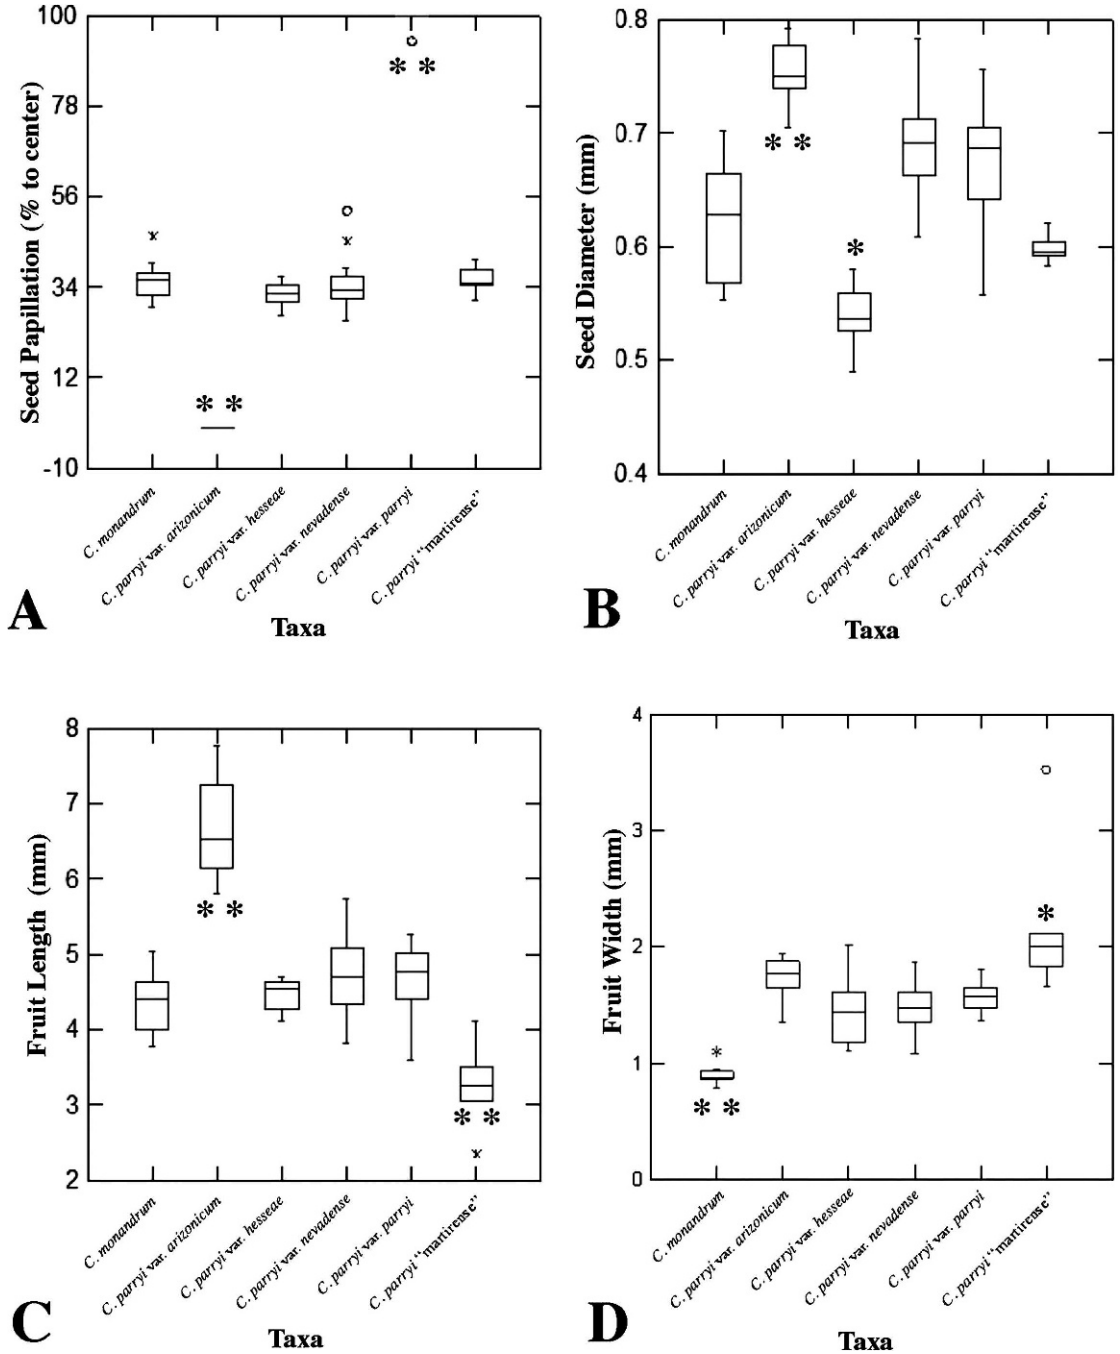 100
78
56
34
12
-10
Seed Papillation (% to center)
* *
* *
C. monandrum
C. parryi var. arizonicum
C. parryi var. hesseae
C. parryi var. nevadense
C. parryi var. parryi
C. parryi “martirense”
A
Taxa
0.8
0.7
0.6
0.5
0.4
Seed Diameter (mm)
* *
*
C. monandrum
C. parryi var. arizonicum
C. parryi var. hesseae
C. parryi var. nevadense
C. parryi var. parryi
C. parryi “martirense”
B
Taxa
8
7
6
5
4
3
2
Fruit Length (mm)
* *
* *
C. monandrum
C. parryi var. arizonicum
C. parryi var. hesseae
C. parryi var. nevadense
C. parryi var. parryi
C. parryi “martirense”
C
Taxa
4
3
2
1
0
Fruit Width (mm)
*
* *
C. monandrum
C. parryi var. arizonicum
C. parryi var. hesseae
C. parryi var. nevadense
C. parryi var. parryi
C. parryi “martirense”
D
Taxa